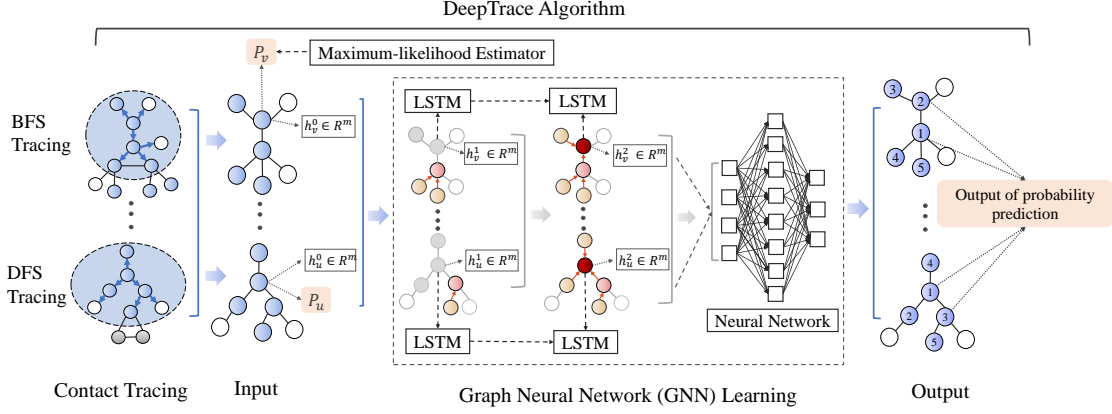 DeepTrace Algorithm
P_v
Maximum-likelihood Estimator
BFS
Tracing
h_v^0 ∈ R^m
LSTM
LSTM
h_v^1 ∈ R^m
h_v^2 ∈ R^m
3
2
1
4
5
Output of probability
prediction
DFS
Tracing
h_u^0 ∈ R^m
P_u
h_u^1 ∈ R^m
h_u^2 ∈ R^m
LSTM
LSTM
Neural Network
4
1
2
3
5
Contact Tracing
Input
Graph Neural Network (GNN) Learning
Output